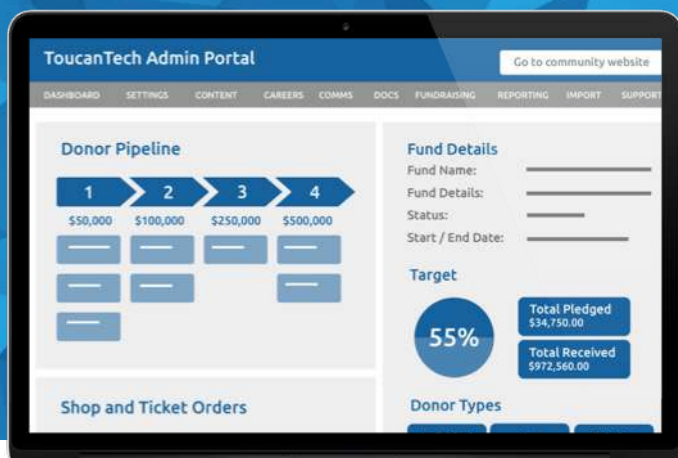 ToucanTech Admin Portal
Go to community website
DASHBOARD SETTINGS CONTENT CAREERS COMMS DOCS FUNDRAISING REPORTING IMPORT SUPPORT
Donor Pipeline
1 2 3 4
$50,000 $100,000 $250,000 $500,000
Shop and Ticket Orders
Fund Details
Fund Name:
Fund Details:
Status:
Start / End Date:
Target
55%
Total Pledged
$34,750.00
Total Received
$972,560.00
Donor Types